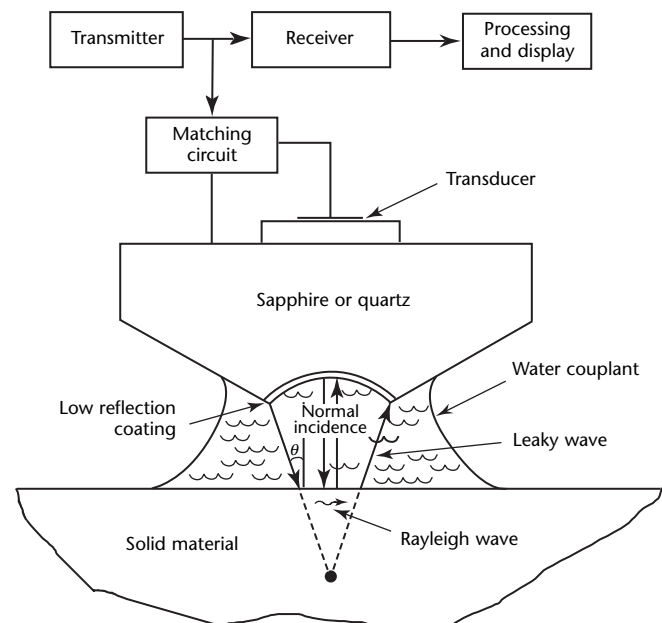 Transmitter
Receiver
Processing
and display
Matching
circuit
Transducer
Sapphire or quartz
Water couplant
Low reflection
coating
Normal
incidence
Leaky wave
θ
Rayleigh wave
Solid material